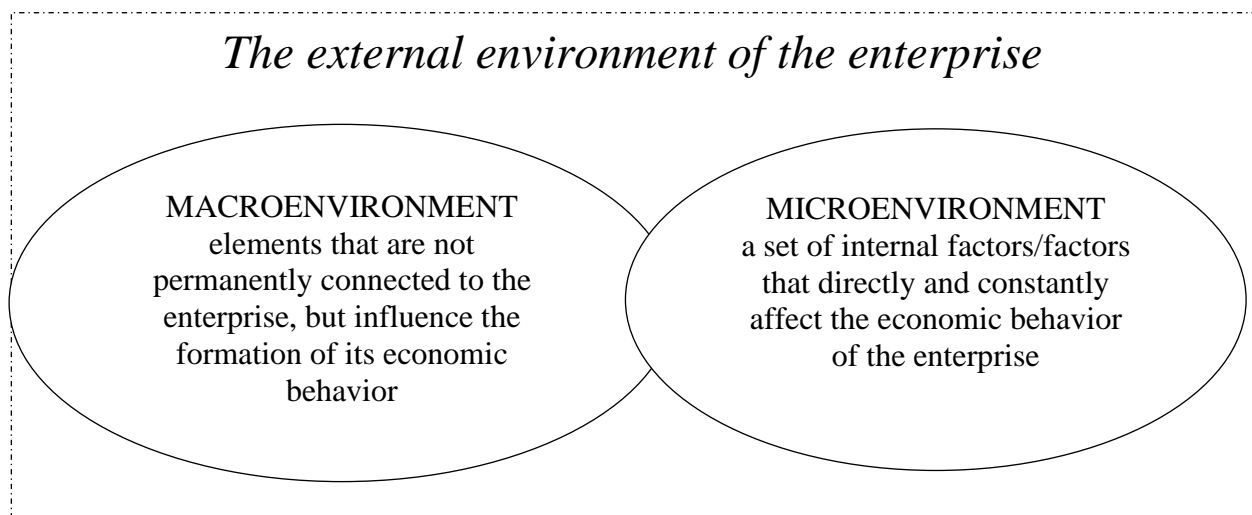 The external environment of the enterprise
MACROENVIRONMENT
elements that are not
permanently connected to the
enterprise, but influence the
formation of its economic
behavior
MICROENVIRONMENT
a set of internal factors/factors
that directly and constantly
affect the economic behavior
of the enterprise